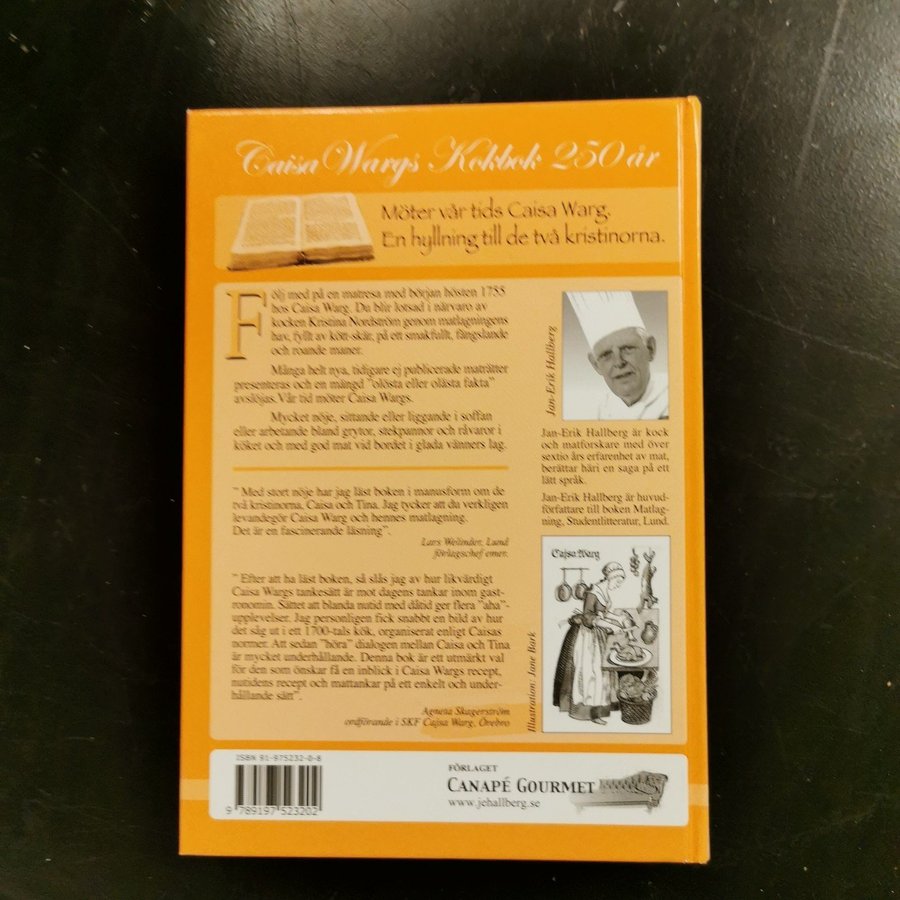 Caisa Wargs Kokbok 250 år
Möter vår tids Caisa Warg.
En hyllning till de två kristinorna.
Följ med på en matresa med början hösten 1755
hos Caisa Warg. Du blir lotsad i närvaro av
kocken Kristina Nordström genom matlagningens
hav, fyllt av kött-skär, på ett smakfullt, fängslande
och roande maner.
Många helt nya, tidigare ej publicerade maträtter
presenteras och en mängd "olösta eller olästa fakta"
avslöjas. Vår tid möter Caisa Wargs.
Mycket nöje, sittande eller liggande i soffan
eller arbetande bland grytor, stekpannor och råvaror i
köket och med god mat vid bordet i glada vänners lag.
" Med stort nöje har jag läst boken i manusform om de
två kristinorna, Caisa och Tina. Jag tycker att du verkligen
levandegör Caisa Warg och hennes matlagning.
Det är en fascinerande läsning".
Lars Welinder, Lund
förlagschef emer.
" Efter att ha läst boken, så slås jag av hur likvärdigt
Caisa Wargs tankesätt är mot dagens tankar inom gast-
ronomin. Sättet att blanda nutid med dåtid ger flera "aha"-
upplevelser. Jag personligen fick snabbt en bild av hur
det såg ut i ett 1700-tals kök, organiserat enligt Caisas
normer. Att sedan "höra" dialogen mellan Caisa och Tina
är mycket underhållande. Denna bok är ett utmärkt val
för den som önskar få en inblick i Caisa Wargs recept,
nutidens recept och mattankar på ett enkelt och under-
hållande sätt".
Agneta Skagerström
ordförande i SKF Cajsa Warg, Örebro
Jan-Erik Hallberg
Jan-Erik Hallberg är kock
och matforskare med över
sextio års erfarenhet av mat,
berättar häri en saga på ett
lätt språk.
Jan-Erik Hallberg är huvud-
författare till boken Matlag-
ning, Studentlitteratur, Lund.
Cajsa Warg
Illustration: Jane Bark
ISBN 91-975232-0-8
9 789197 523202
FÖRLAGET
CANAPÉ GOURMET
www.jehallberg.se